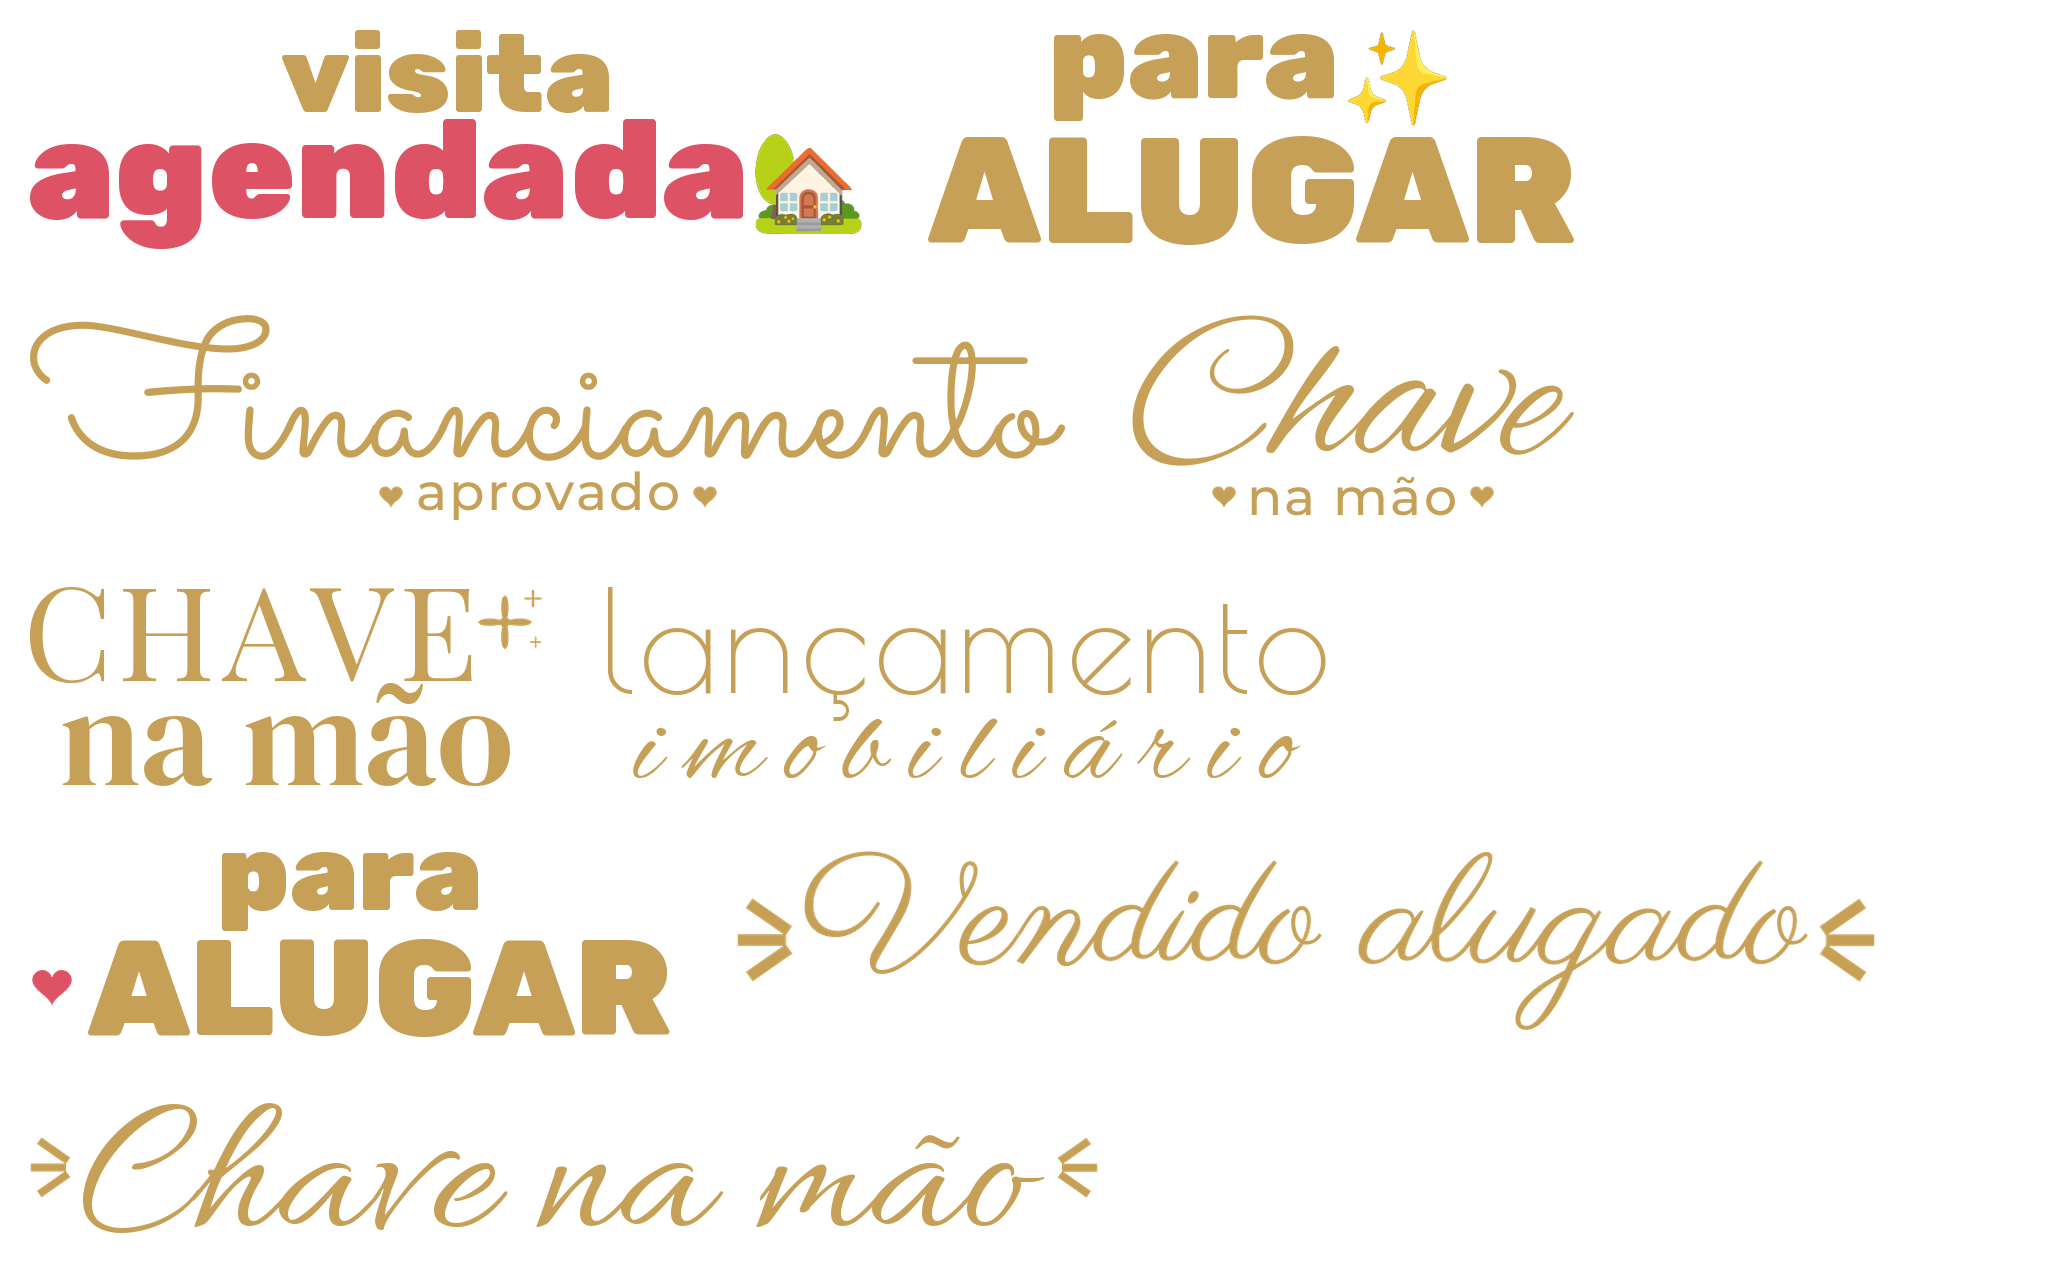 visita
agendada
para
ALUGAR
Financiamento
aprovado
Chave
na mão
CHAVE
na mão
lançamento
imobiliário
para
ALUGAR
Vendido alugado
Chave na mão